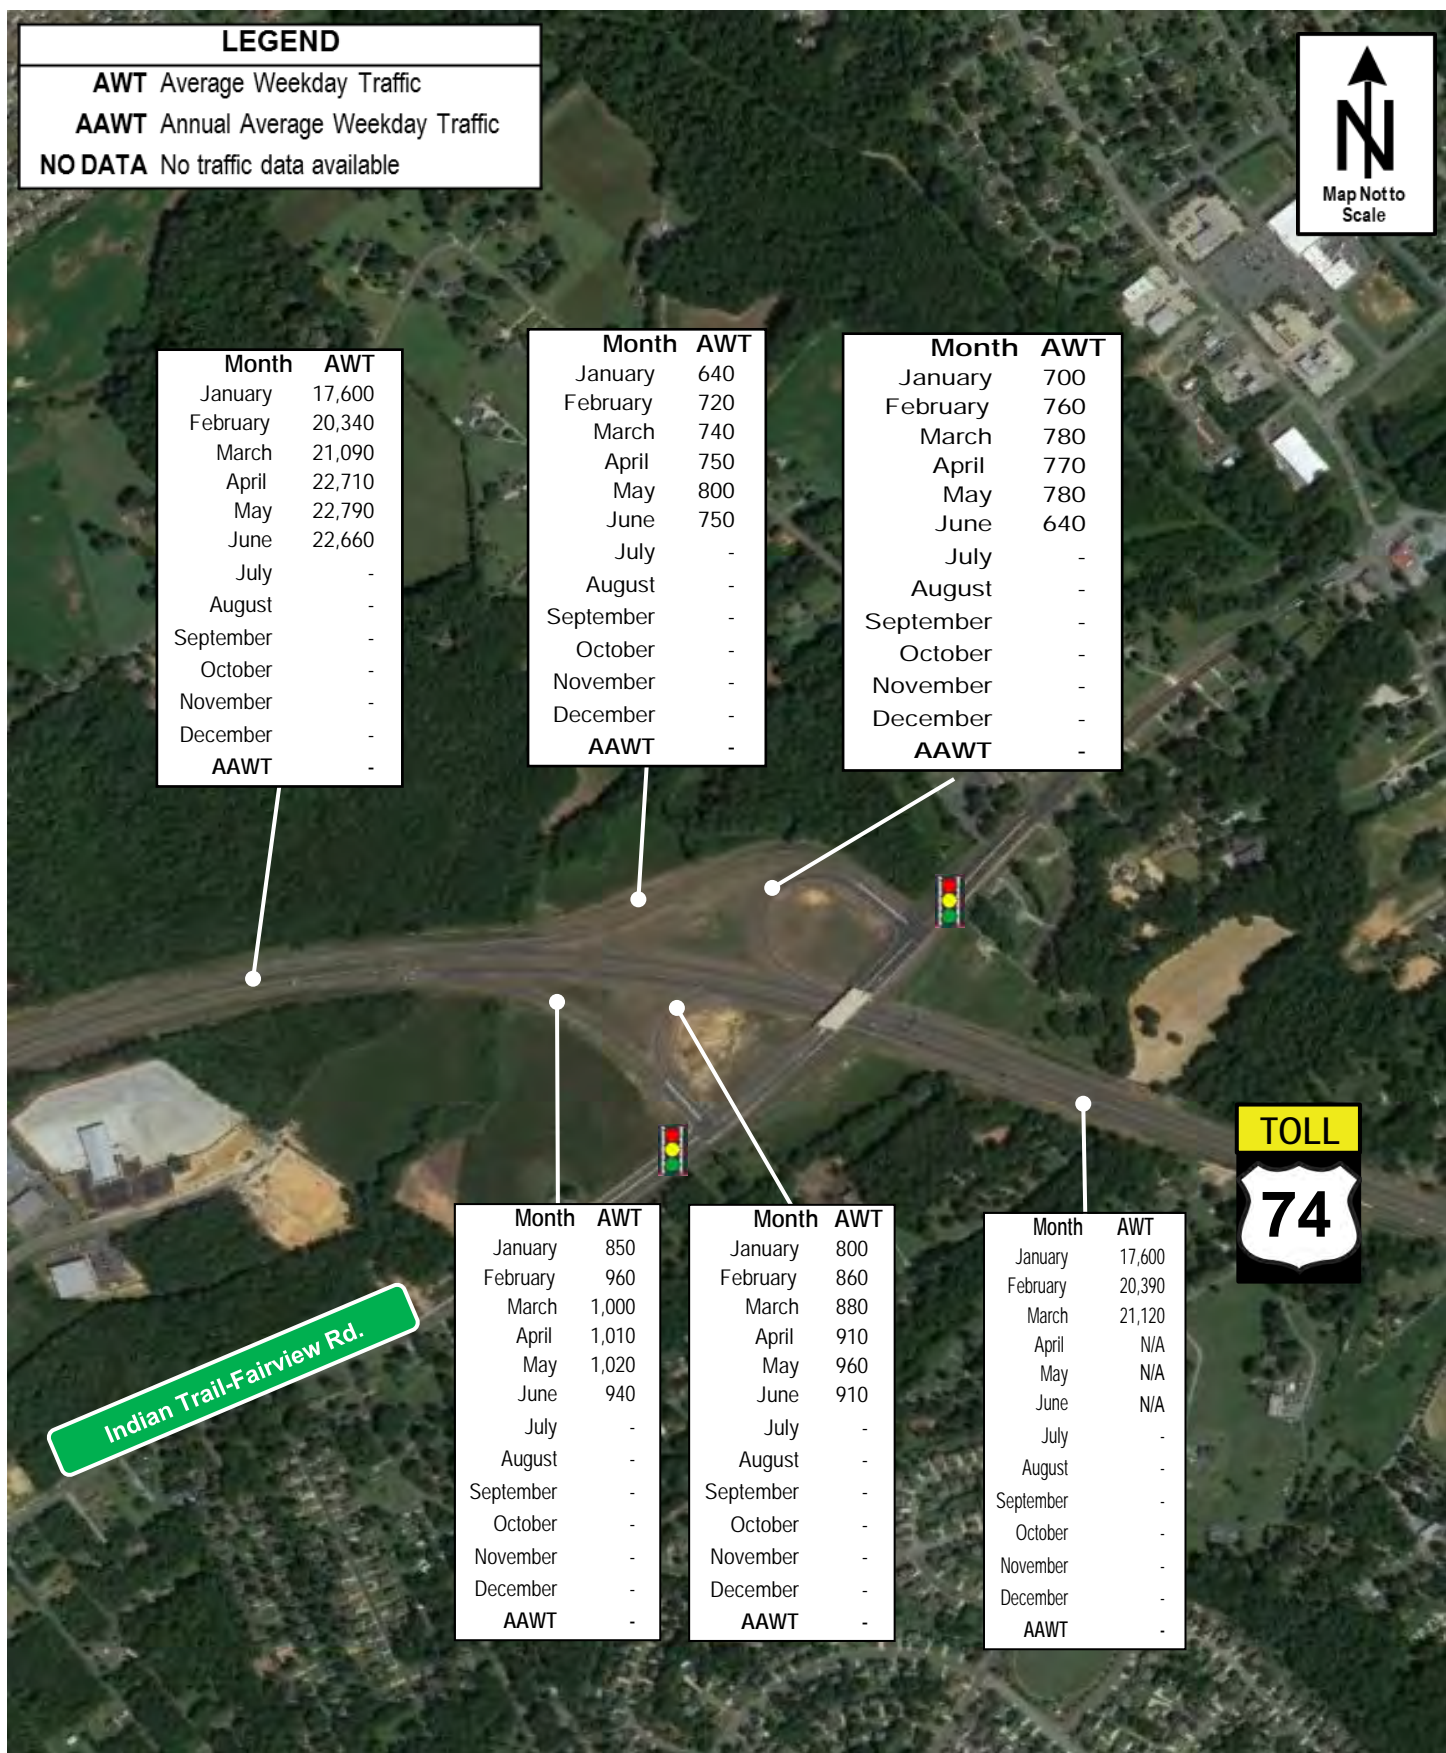 LEGEND
AWT Average Weekday Traffic
AAWT Annual Average Weekday Traffic
NO DATA No traffic data available
N
Map Not to
Scale
Month AWT
January 17,600
February 20,340
March 21,090
April 22,710
May 22,790
June 22,660
July -
August -
September -
October -
November -
December -
AAWT -
Month AWT
January 640
February 720
March 740
April 750
May 800
June 750
July -
August -
September -
October -
November -
December -
AAWT -
Month AWT
January 700
February 760
March 780
April 770
May 780
June 640
July -
August -
September -
October -
November -
December -
AAWT -
TOLL
74
Indian Trail-Fairview Rd.
Month AWT
January 850
February 960
March 1,000
April 1,010
May 1,020
June 940
July -
August -
September -
October -
November -
December -
AAWT -
Month AWT
January 800
February 860
March 880
April 910
May 960
June 910
July -
August -
September -
October -
November -
December -
AAWT -
Month AWT
January 17,600
February 20,390
March 21,120
April N/A
May N/A
June N/A
July -
August -
September -
October -
November -
December -
AAWT -